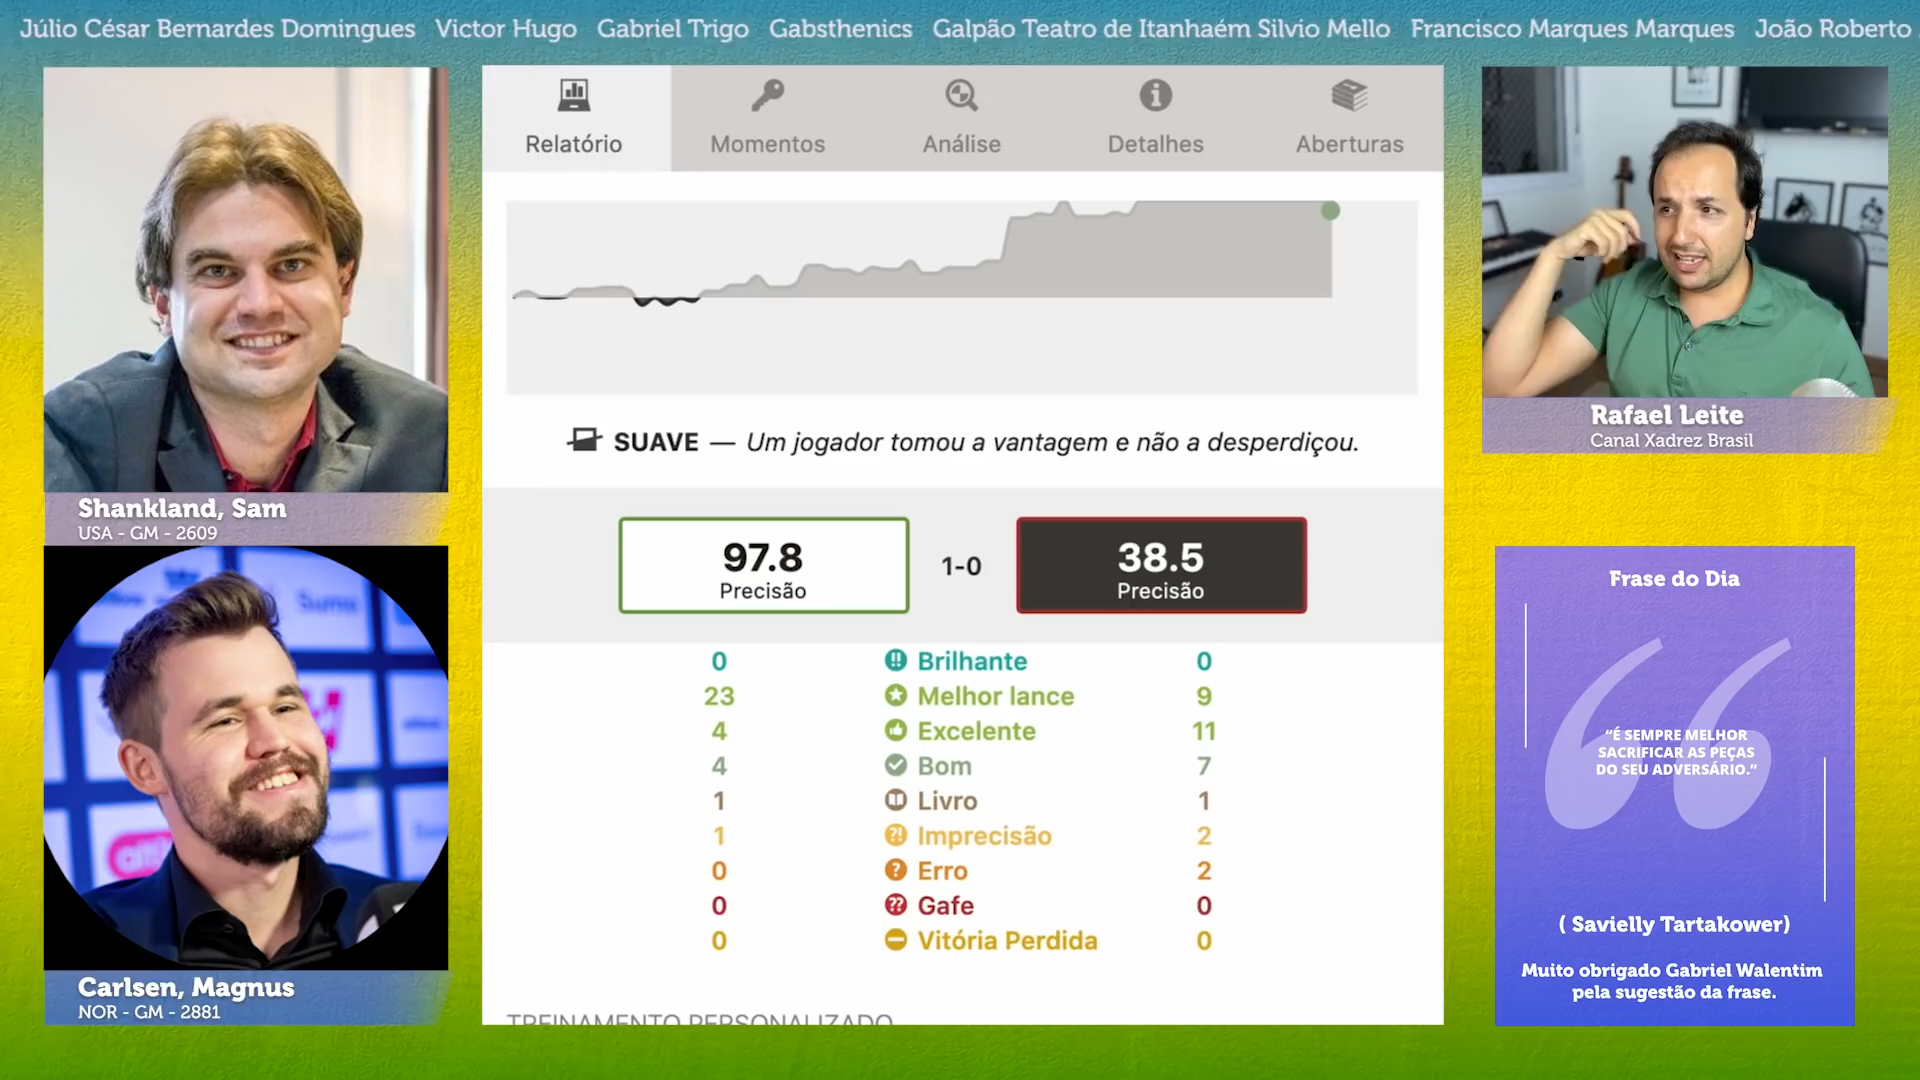 Júlio César Bernardes Domingues Victor Hugo Gabriel Trigo Gabsthenics Galpão Teatro de Itanhaém Silvio Mello Francisco Marques Marques João Roberto
Relatório
Momentos
Análise
Detalhes
Aberturas
SUAVE — Um jogador tomou a vantagem e não a desperdiçou.
97.8
Precisão
1-0
38.5
Precisão
0 Brilhante 0
23 Melhor lance 9
4 Excelente 11
4 Bom 7
1 Livro 1
1 Imprecisão 2
0 Erro 2
0 Gafe 0
0 Vitória Perdida 0
TREINAMENTO PERSONALIZADO
Shankland, Sam
USA - GM - 2609
Carlsen, Magnus
NOR - GM - 2881
Rafael Leite
Canal Xadrez Brasil
Frase do Dia
“É SEMPRE MELHOR
SACRIFICAR AS PEÇAS
DO SEU ADVERSÁRIO.”
( Savielly Tartakower)
Muito obrigado Gabriel Walentim
pela sugestão da frase.